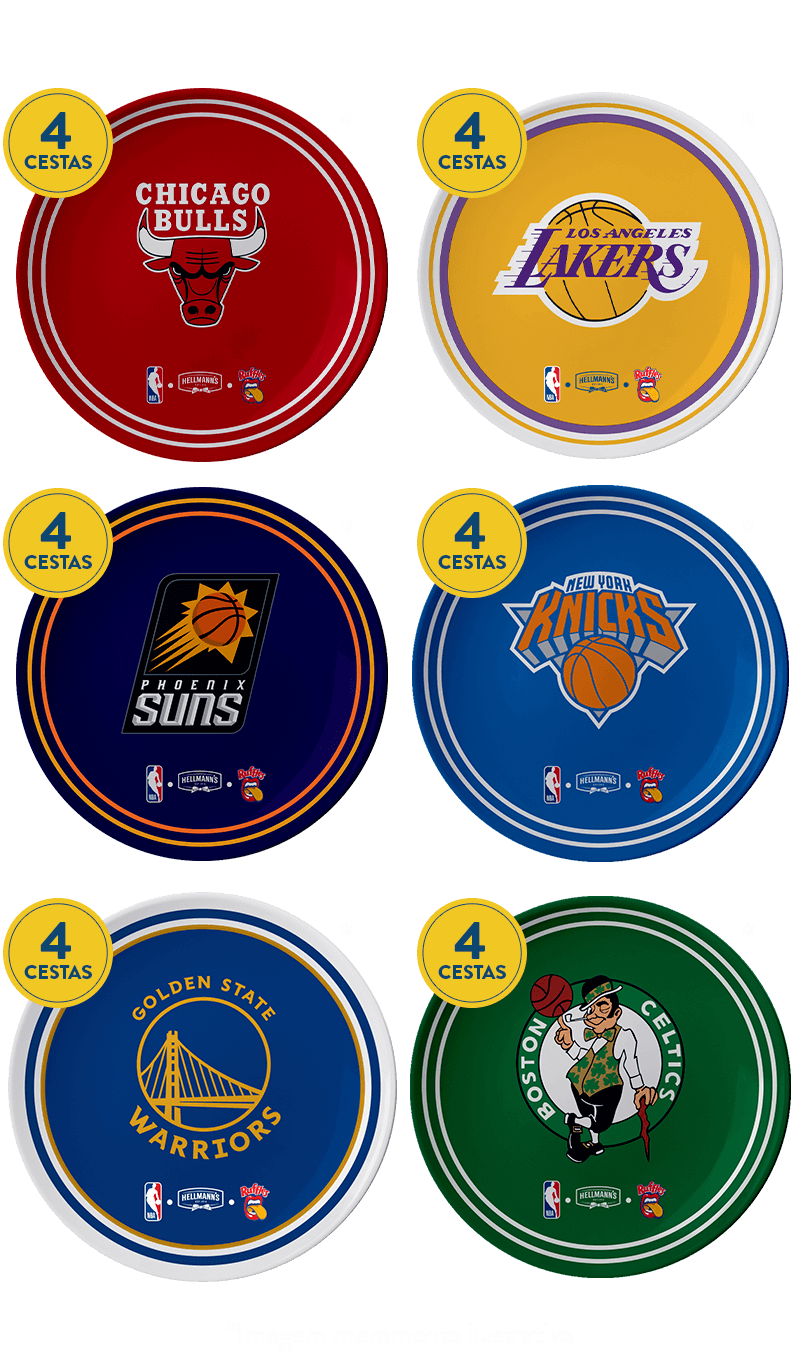 4
CESTAS
CHICAGO
BULLS
NBA
HELLMANN'S
Ruffles
4
CESTAS
LOS ANGELES
LAKERS
NBA
HELLMANN'S
Ruffles
4
CESTAS
PHOENIX
SUNS
NBA
HELLMANN'S
Ruffles
4
CESTAS
NEW YORK
KNICKS
NBA
HELLMANN'S
Ruffles
4
CESTAS
GOLDEN STATE
WARRIORS
NBA
HELLMANN'S
Ruffles
4
CESTAS
BOSTON
CELTICS
NBA
HELLMANN'S
Ruffles